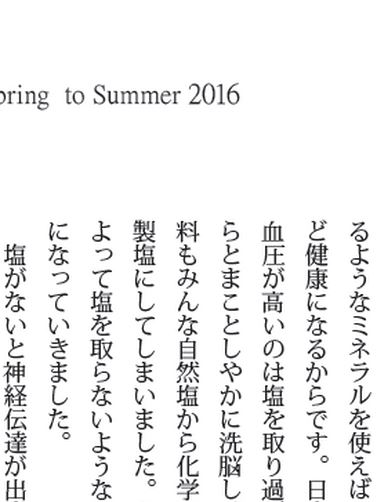 pring to Summer 2016
るようなミネラルを使えば
ど健康になるからです。日
血圧が高いのは塩を取り過
らとまことしやかに洗脳し
料もみんな自然塩から化学
製塩にしてしまいました。
よって塩を取らないような
になっていきました。
塩がないと神経伝達が出